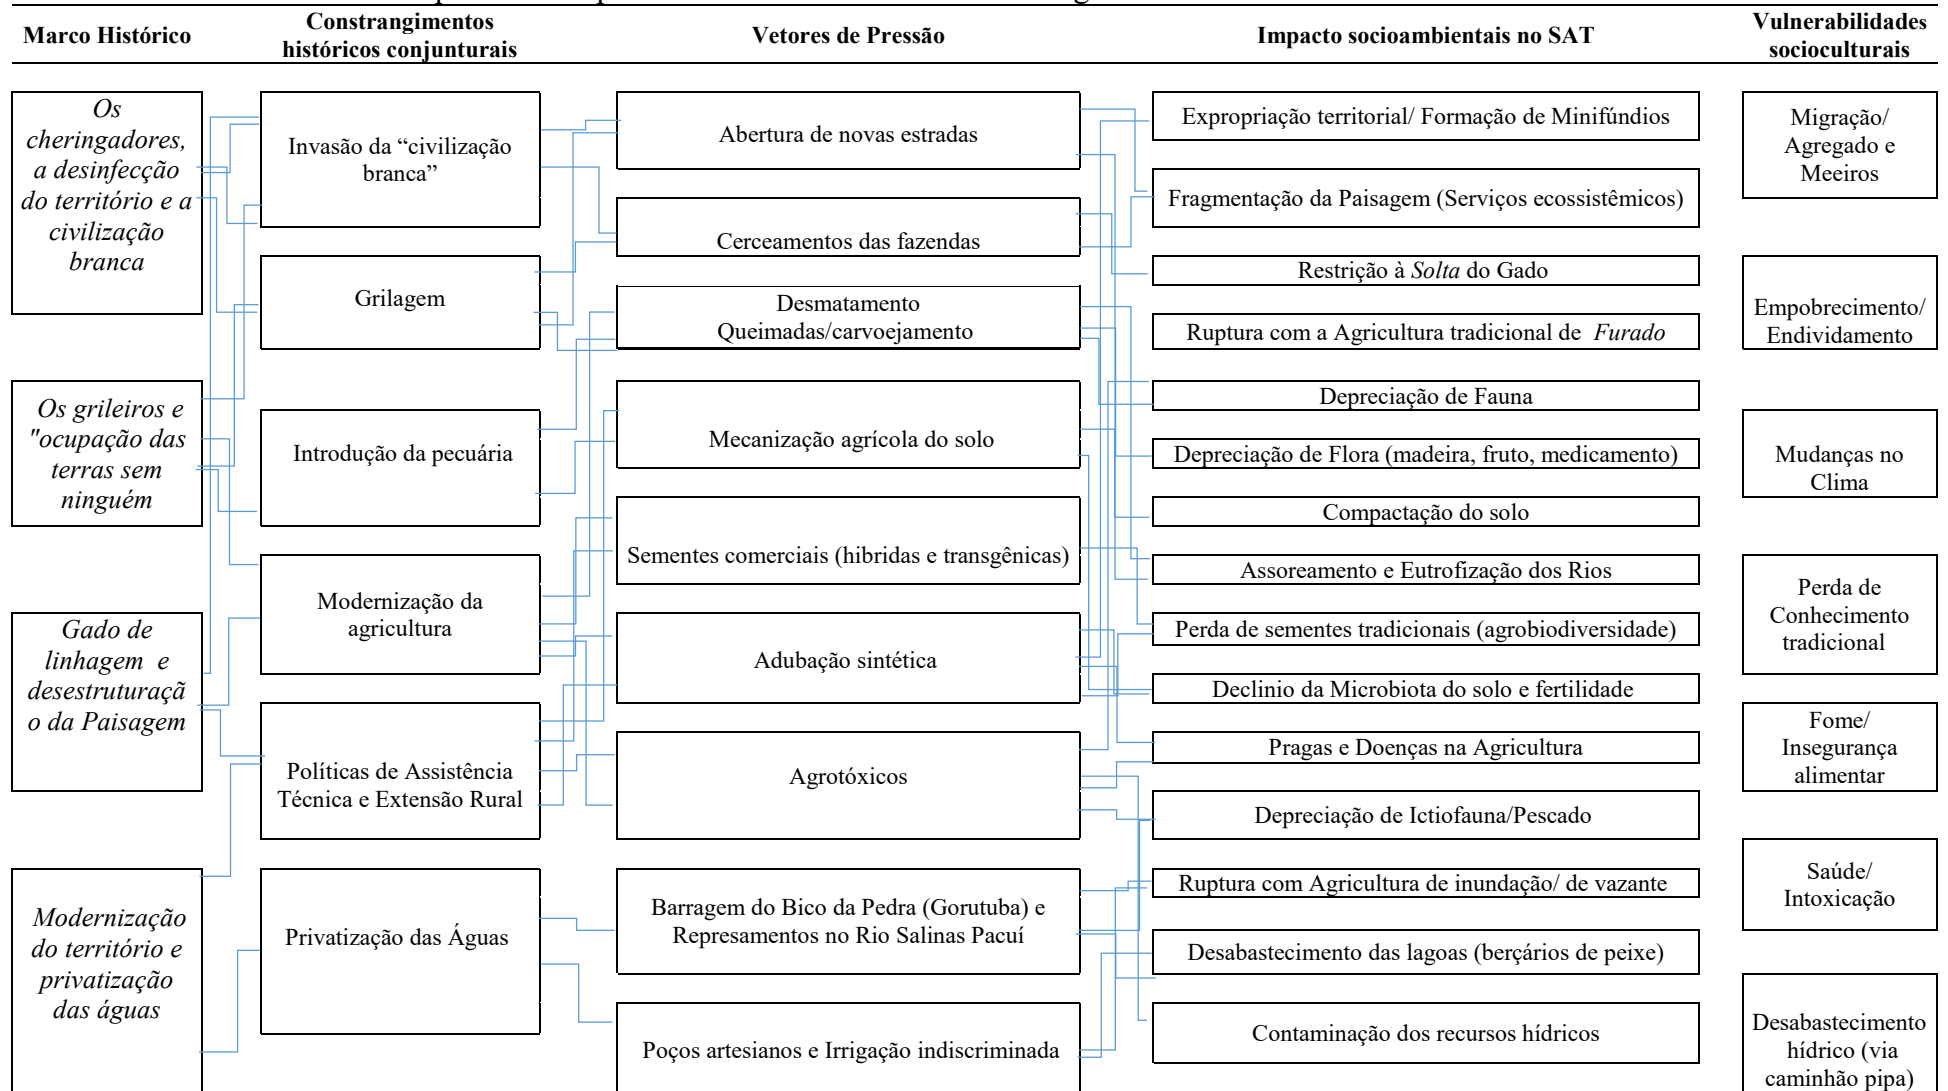 Marco Histórico
Constrangimentos
históricos conjunturais
Vetores de Pressão
Impacto socioambientais no SAT
Vulnerabilidades
socioculturais
Os
cheringadores,
a desinfecção
do território e a
civilização
branca
Os grileiros e
"ocupação das
terras sem
ninguém
Gado de
linhagem e
desestruturaçã
o da Paisagem
Modernização
do território e
privatização
das águas
Invasão da “civilização
branca”
Grilagem
Introdução da pecuária
Modernização da
agricultura
Políticas de Assistência
Técnica e Extensão Rural
Privatização das Águas
Abertura de novas estradas
Cerceamentos das fazendas
Desmatamento
Queimadas/carvoejamento
Mecanização agrícola do solo
Sementes comerciais (hibridas e transgênicas)
Adubação sintética
Agrotóxicos
Barragem do Bico da Pedra (Gorutuba) e
Represamentos no Rio Salinas Pacuí
Poços artesianos e Irrigação indiscriminada
Expropriação territorial/ Formação de Minifúndios
Fragmentação da Paisagem (Serviços ecossistêmicos)
Restrição à Solta do Gado
Ruptura com a Agricultura tradicional de Furado
Depreciação de Fauna
Depreciação de Flora (madeira, fruto, medicamento)
Compactação do solo
Assoreamento e Eutrofização dos Rios
Perda de sementes tradicionais (agrobiodiversidade)
Declinio da Microbiota do solo e fertilidade
Pragas e Doenças na Agricultura
Depreciação de Ictiofauna/Pescado
Ruptura com Agricultura de inundação/ de vazante
Desabastecimento das lagoas (berçários de peixe)
Contaminação dos recursos hídricos
Migração/
Agregado e
Meeiros
Empobrecimento/
Endividamento
Mudanças no
Clima
Perda de
Conhecimento
tradicional
Fome/
Insegurança
alimentar
Saúde/
Intoxicação
Desabastecimento
hídrico (via
caminhão pipa)